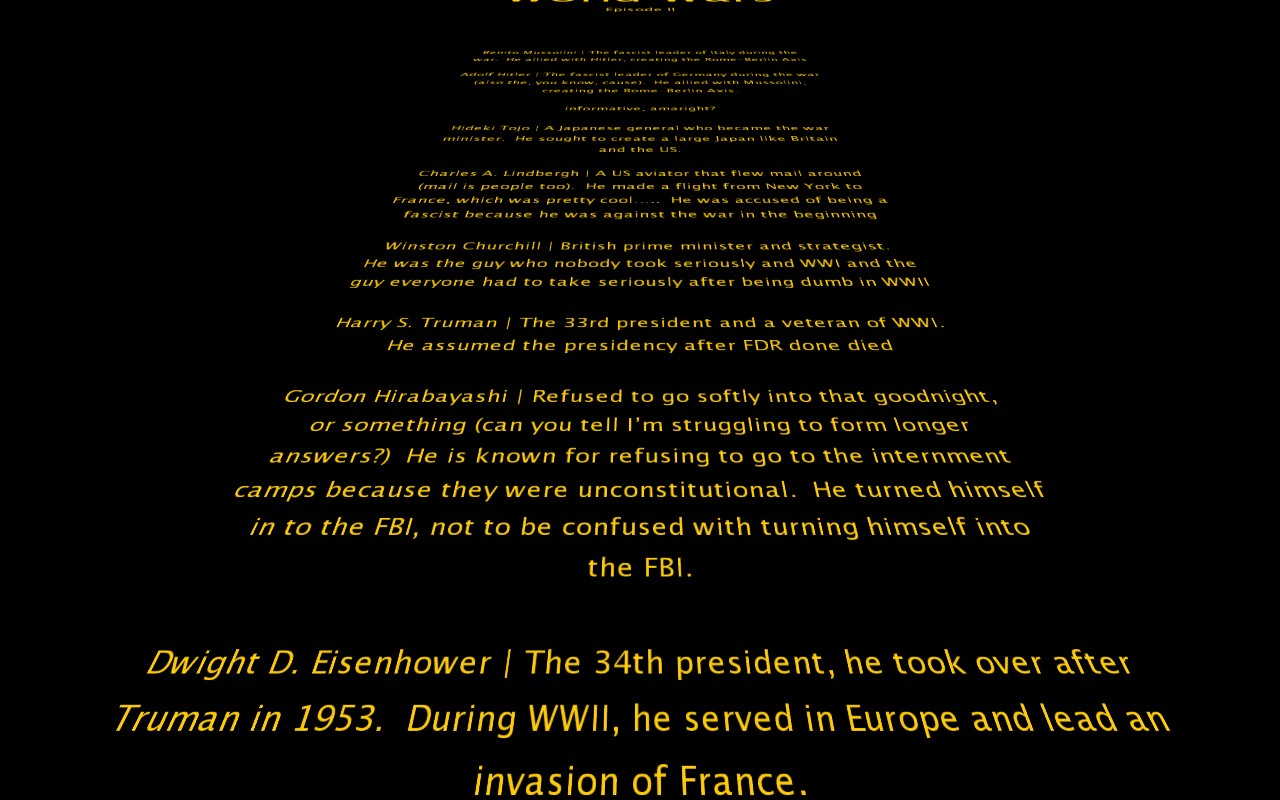 world wars
Episode II
Benito Mussolini | The fascist leader of Italy during the
war.  He allied with Hitler, creating the Rome-Berlin Axis
Adolf Hitler | The fascist leader of Germany during the war
(also the, you know, cause).  He allied with Mussolini,
creating the Rome-Berlin Axis.
informative, amaright?
Hideki Tojo | A Japanese general who became the war
minister.  He sought to create a large Japan like Britain
and the US.
Charles A. Lindbergh | A US aviator that flew mail around
(mail is people too).  He made a flight from New York to
France, which was pretty cool.....  He was accused of being a
fascist because he was against the war in the beginning
Winston Churchill | British prime minister and strategist.
He was the guy who nobody took seriously and WWI and the
guy everyone had to take seriously after being dumb in WWII
Harry S. Truman | The 33rd president and a veteran of WWI.
He assumed the presidency after FDR done died
Gordon Hirabayashi | Refused to go softly into that goodnight,
or something (can you tell I'm struggling to form longer
answers?)  He is known for refusing to go to the internment
camps because they were unconstitutional.  He turned himself
in to the FBI, not to be confused with turning himself into
the FBI.
Dwight D. Eisenhower | The 34th president, he took over after
Truman in 1953.  During WWII, he served in Europe and lead an
invasion of France.